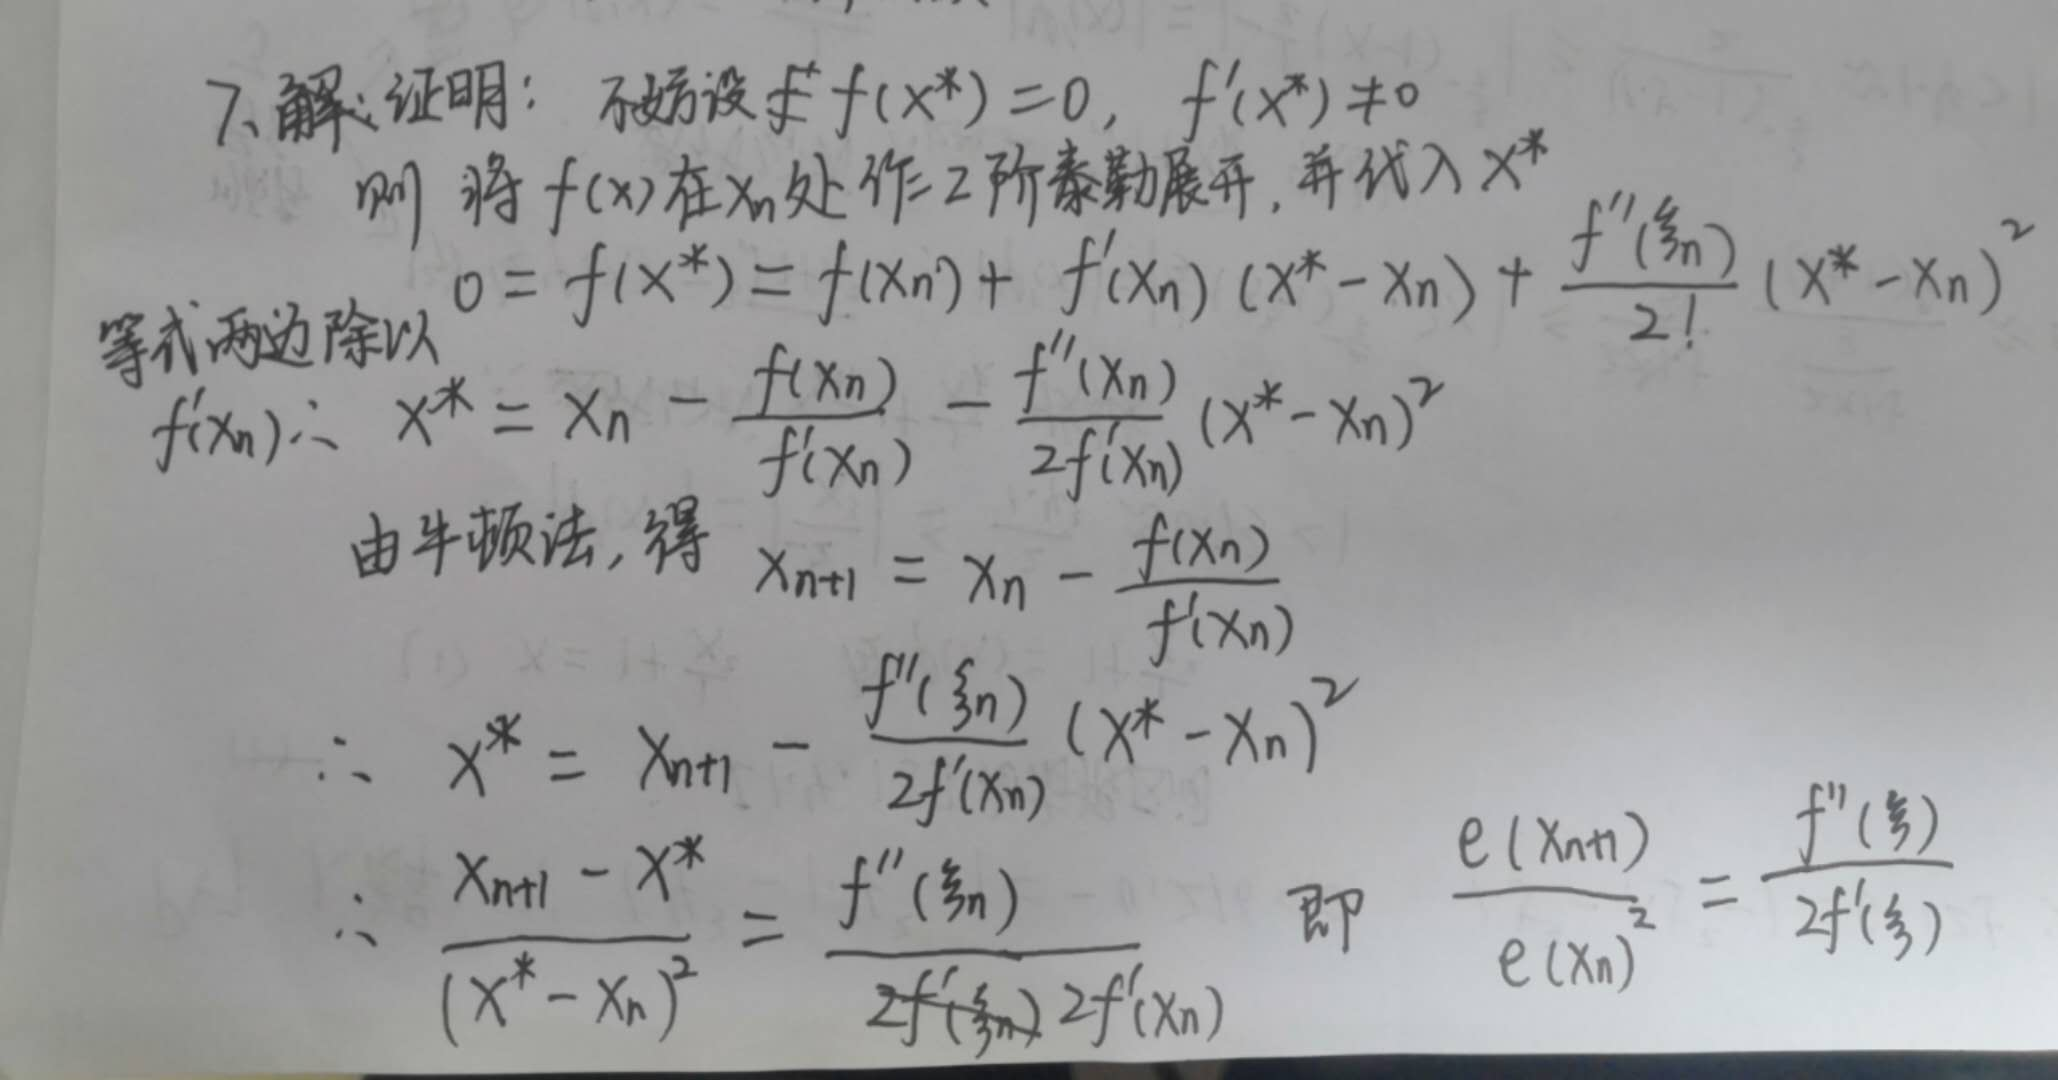 7、解:证明: 不妨设 f(x*) = 0, f'(x*) ≠ 0
则 将 f(x) 在 xₙ 处作 2 阶泰勒展开, 并代入 x*
0 = f(x*) = f(xₙ) + f'(xₙ) (x* - xₙ) + f''(ξₙ)/2! (x* - xₙ)²
等式两边除以
f'(xₙ) ∴ x* = xₙ - f(xₙ)/f'(xₙ) - f''(xₙ)/2f'(xₙ) (x* - xₙ)²
由牛顿法, 得 xₙ₊₁ = xₙ - f(xₙ)/f'(xₙ)
∴ x* = xₙ₊₁ - f''(ξₙ)/2f'(xₙ) (x* - xₙ)²
∴ (xₙ₊₁ - x*)/(x* - xₙ)² = f''(ξₙ)/2f'(xₙ) 即 e(xₙ₊₁)/e(xₙ)² = f''(ξ)/2f'(ξ)